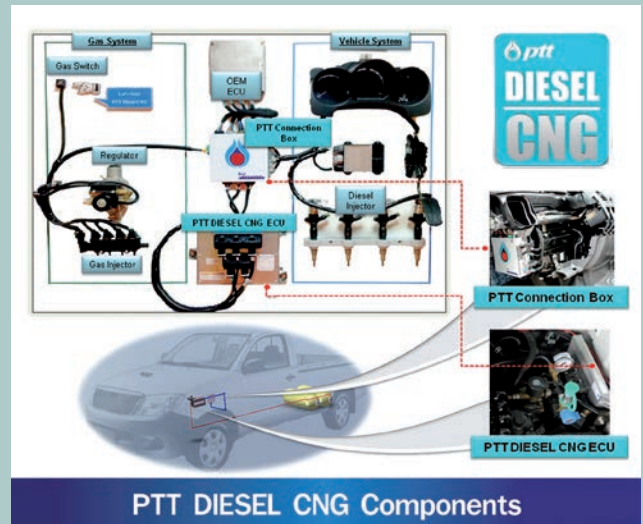 Gas System
Vehicle System
Gas Switch
OEM
ECU
PTT Connection
Box
Regulator
Diesel
Injector
PTT DIESEL CNG ECU
Gas Injector
ptt
DIESEL
CNG
PTT Connection Box
PTT DIESEL CNG ECU
PTT DIESEL CNG Components